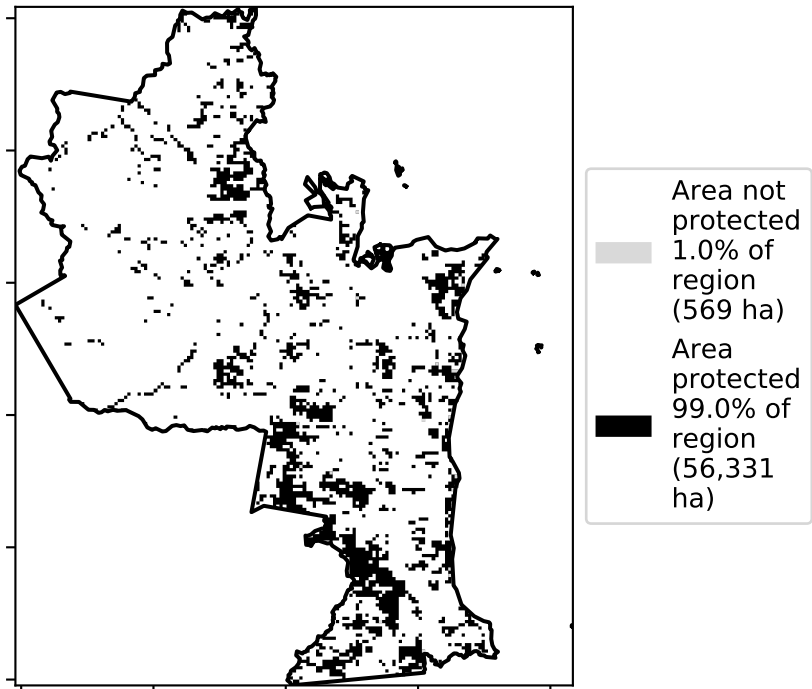 Area not
protected
1.0% of
region
(569 ha)
Area
protected
99.0% of
region
(56,331
ha)